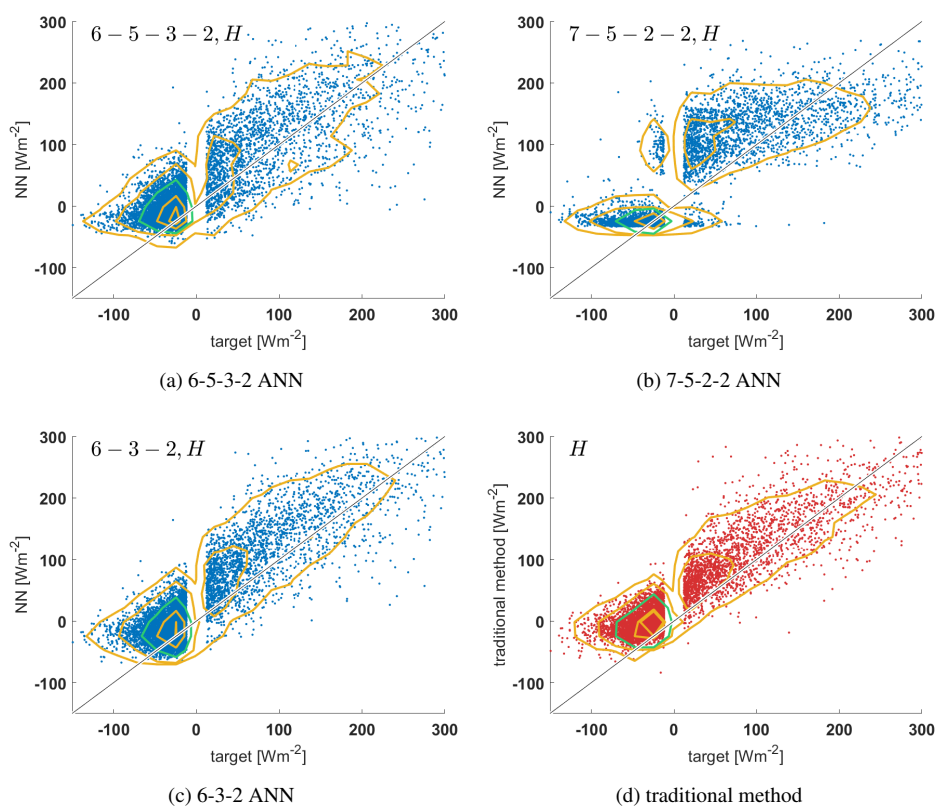 300
200
100
0
-100
NN [Wm-2]
6 − 5 − 3 − 2, H
-100 0 100 200 300
target [Wm-2]
(a) 6-5-3-2 ANN
300
200
100
0
-100
NN [Wm-2]
7 − 5 − 2 − 2, H
-100 0 100 200 300
target [Wm-2]
(b) 7-5-2-2 ANN
300
200
100
0
-100
NN [Wm-2]
6 − 3 − 2, H
-100 0 100 200 300
target [Wm-2]
(c) 6-3-2 ANN
300
200
100
0
-100
traditional method [Wm-2]
H
-100 0 100 200 300
target [Wm-2]
(d) traditional method